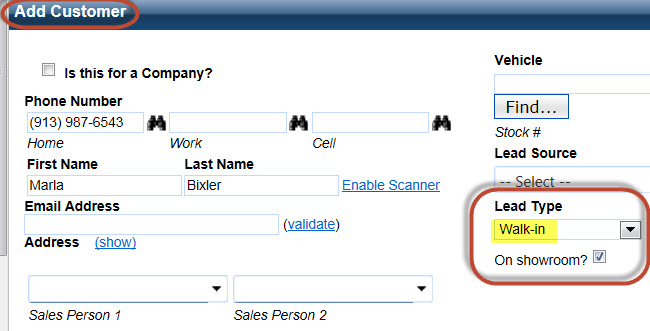 Add Customer
Is this for a Company?
Phone Number
(913) 987-6543
Home Work Cell
First Name Last Name
Marla Bixler Enable Scanner
Email Address
(validate)
Address (show)
Sales Person 1 Sales Person 2
Vehicle
Find...
Stock #
Lead Source
-- Select --
Lead Type
Walk-in
On showroom?